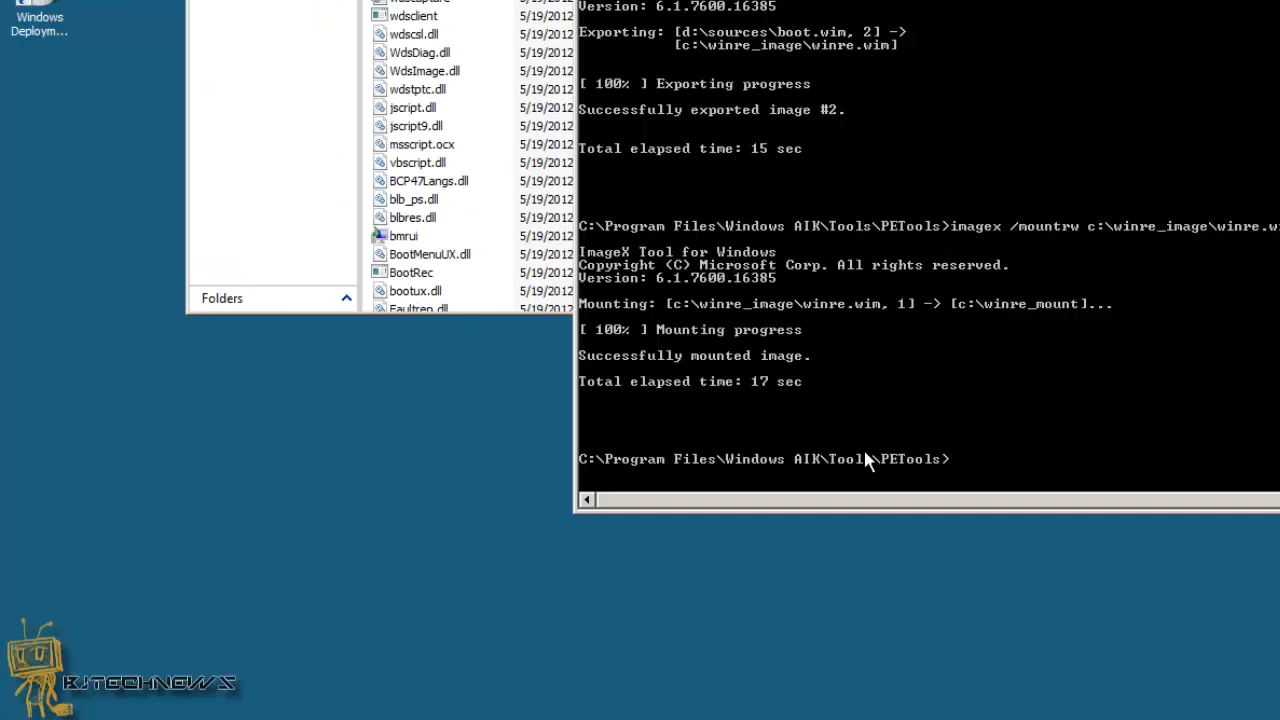 Windows
Deploym...
wdsclient
5/19/2012
wdscsl.dll
5/19/2012
WdsDiag.dll
5/19/2012
WdsImage.dll
5/19/2012
wdstptc.dll
5/19/2012
jscript.dll
5/19/2012
jscript9.dll
5/19/2012
msscript.ocx
5/19/2012
vbscript.dll
5/19/2012
BCP47Langs.dll
5/19/2012
blb_ps.dll
5/19/2012
blbres.dll
5/19/2012
bmrui
5/19/2012
BootMenuUX.dll
5/19/2012
BootRec
5/19/2012
bootux.dll
5/19/2012
Faultrep.dll
5/19/2012
Folders
Version: 6.1.7600.16385
Exporting: [d:\sources\boot.wim, 2] ->
[c:\winre_image\winre.wim]
[ 100% ] Exporting progress
Successfully exported image #2.
Total elapsed time: 15 sec
C:\Program Files\Windows AIK\Tools\PETools>imagex /mountrw c:\winre_image\winre.w
ImageX Tool for Windows
Copyright (C) Microsoft Corp. All rights reserved.
Version: 6.1.7600.16385
Mounting: [c:\winre_image\winre.wim, 1] -> [c:\winre_mount]...
[ 100% ] Mounting progress
Successfully mounted image.
Total elapsed time: 17 sec
C:\Program Files\Windows AIK\Tools\PETools>
BJTECHNEWS